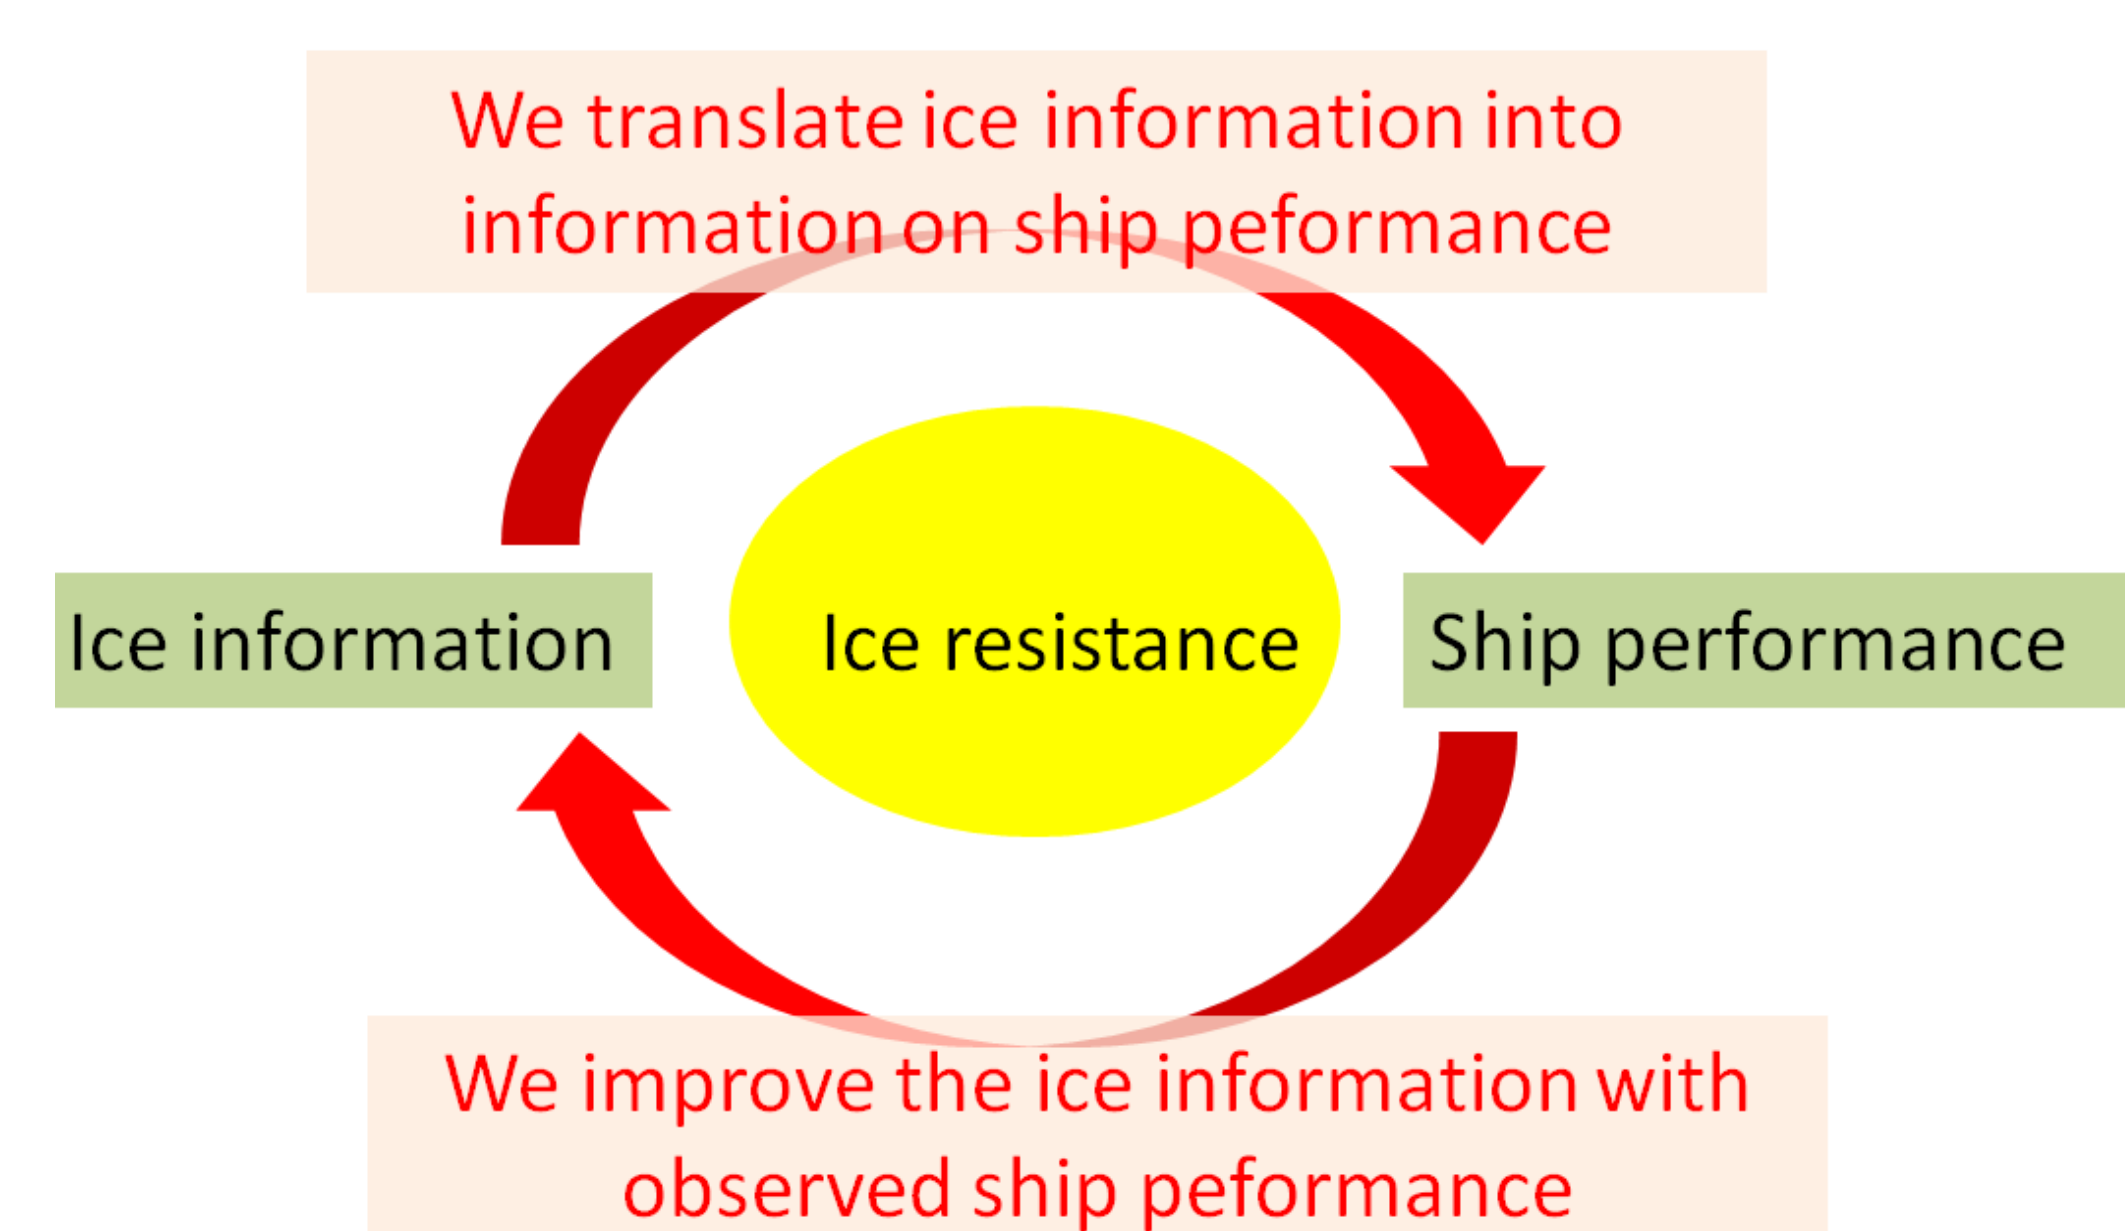 We translate ice information into
information on ship peformance
Ice information
Ice resistance
Ship performance
We improve the ice information with
observed ship peformance